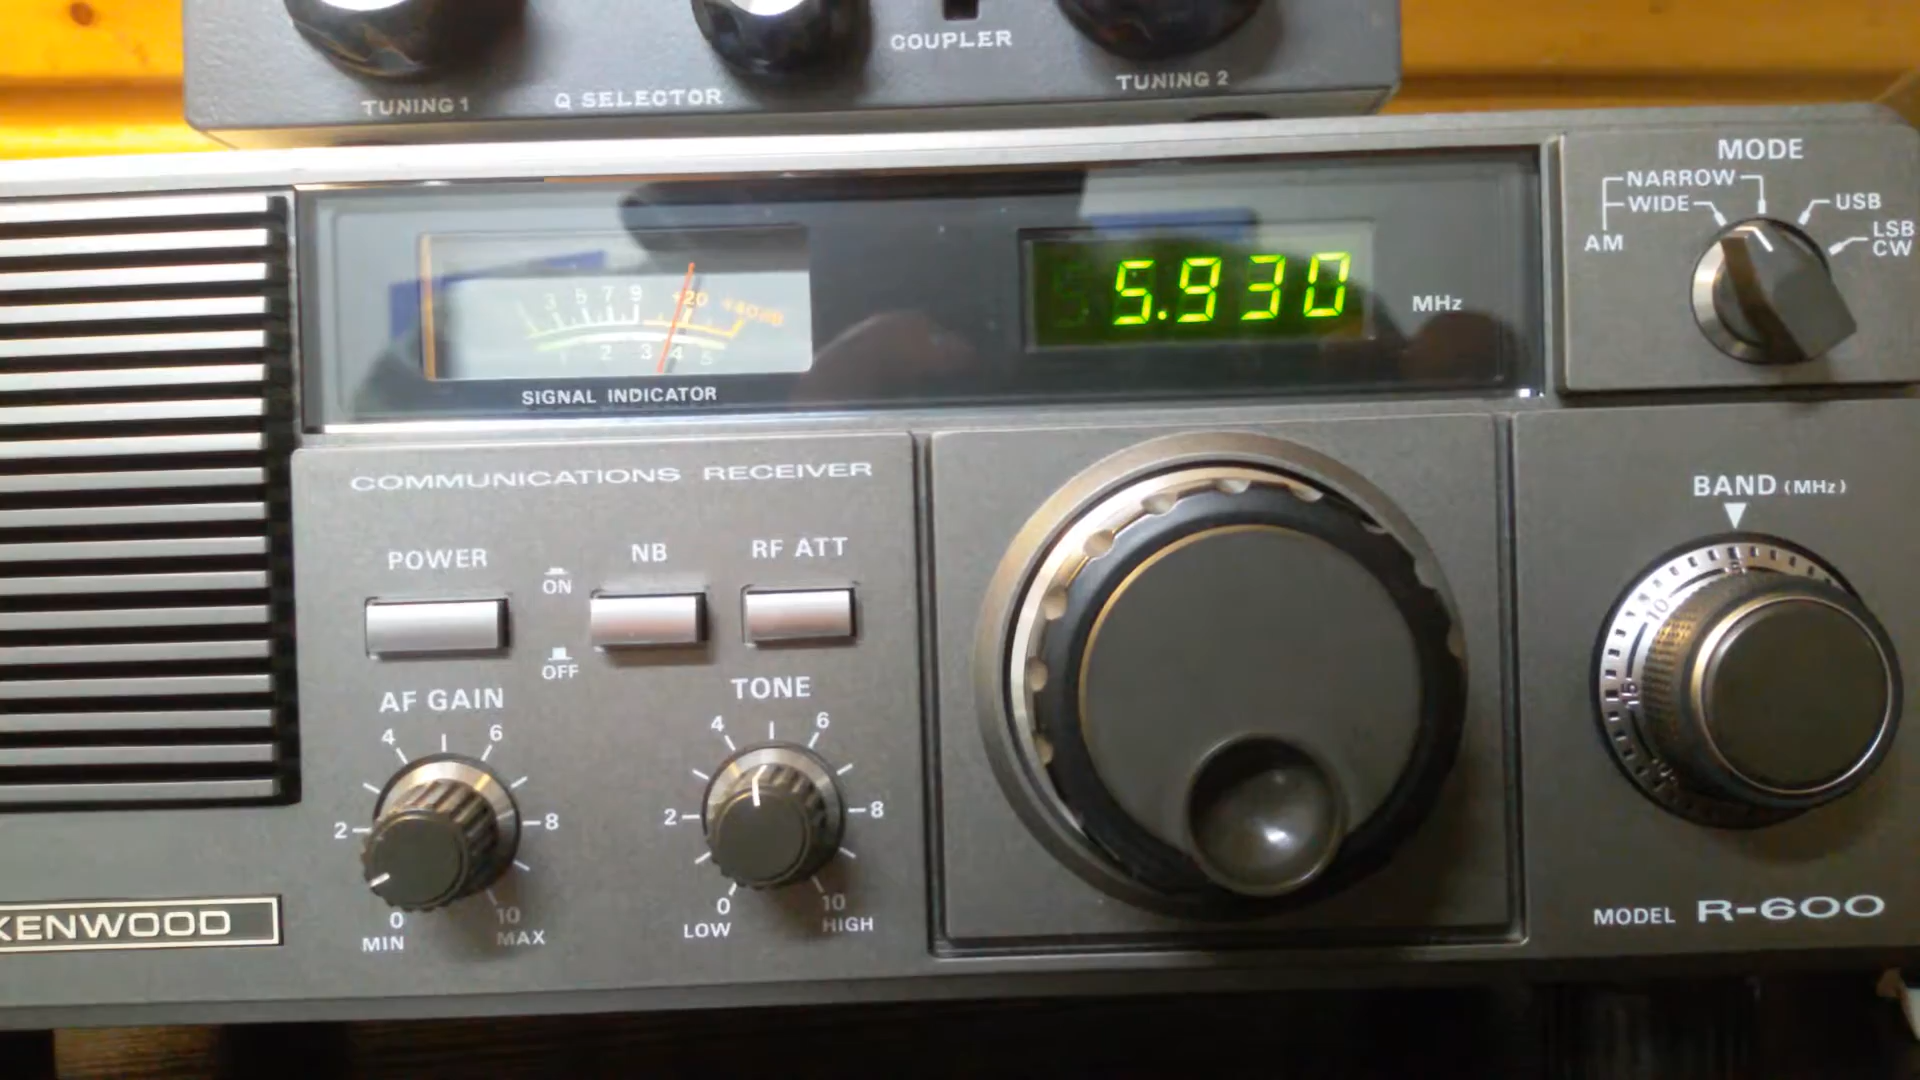 COUPLER
TUNING 1
Q SELECTOR
TUNING 2
MODE
NARROW
WIDE
AM
USB
LSB
CW
3 5 7 9 +20 +40dB
1 2 3 4 5
SIGNAL INDICATOR
5.930
MHz
COMMUNICATIONS RECEIVER
POWER
ON
OFF
NB
RF ATT
AF GAIN
2 4 6 8
0
10
MIN
MAX
TONE
2 4 6 8
0
10
LOW
HIGH
BAND (MHz)
5
10
15
KENWOOD
MODEL R-600